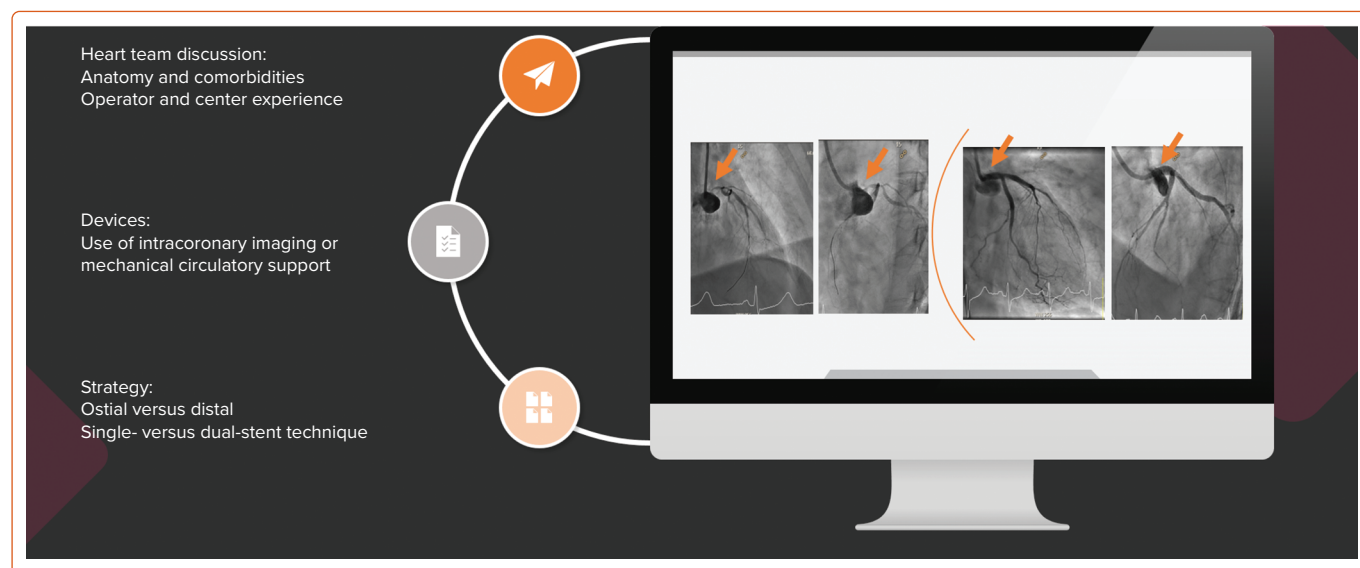 Heart team discussion:
Anatomy and comorbidities
Operator and center experience
Devices:
Use of intracoronary imaging or
mechanical circulatory support
Strategy:
Ostial versus distal
Single- versus dual-stent technique